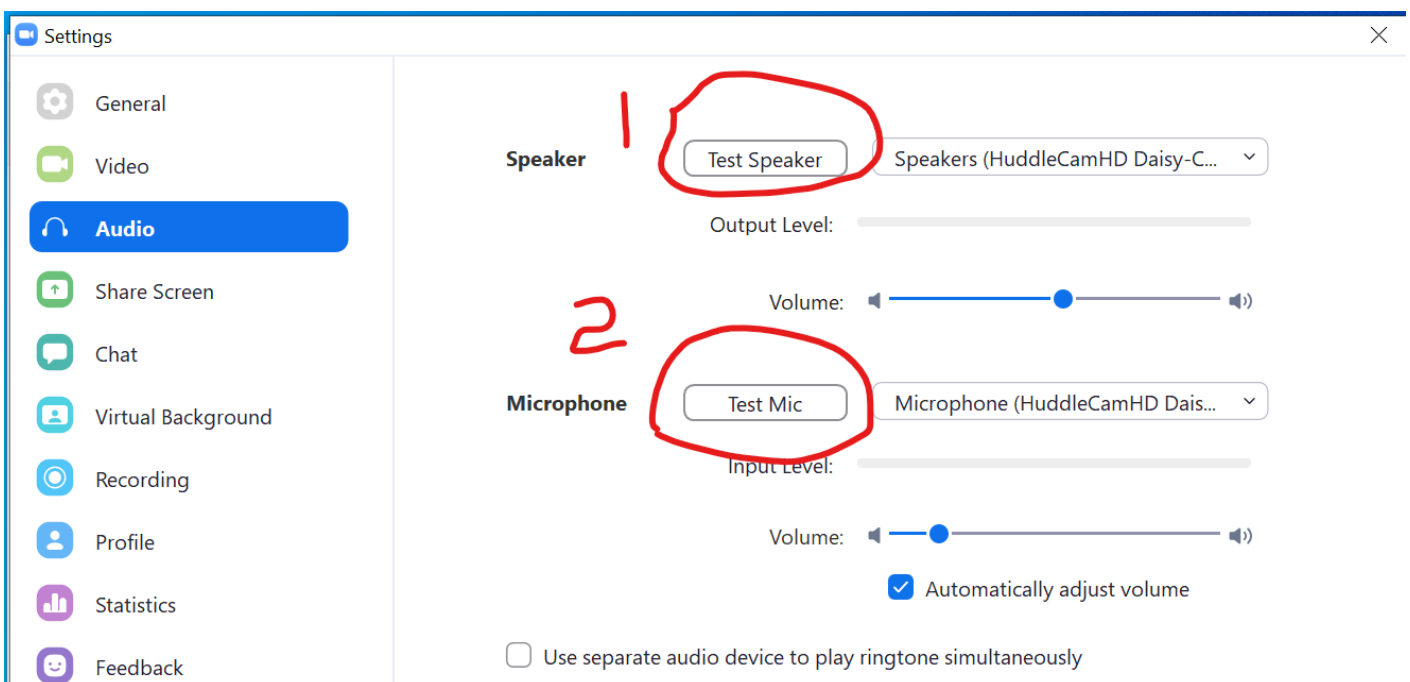 Settings
General
Video
Audio
Share Screen
Chat
Virtual Background
Recording
Profile
Statistics
Feedback
1
Speaker
Test Speaker
Speakers (HuddleCamHD Daisy-C...
Output Level:
Volume:
2
Microphone
Test Mic
Microphone (HuddleCamHD Dais...
Input Level:
Volume:
Automatically adjust volume
Use separate audio device to play ringtone simultaneously